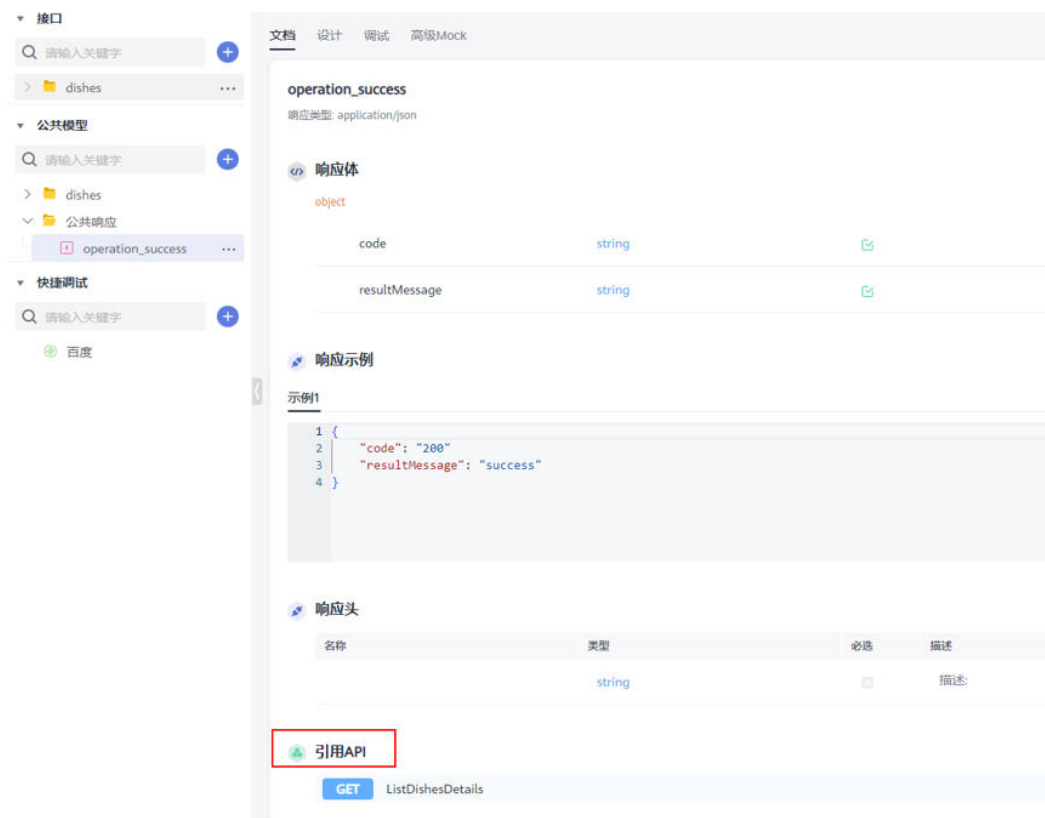 接口
请输入关键字
dishes
公共模型
请输入关键字
dishes
公共响应
operation_success
快捷调试
请输入关键字
百度
文档 设计 调试 高级Mock
operation_success
响应类型: application/json
响应体
object
code string
resultMessage string
响应示例
示例1
1 {
2 "code": "200"
3 "resultMessage": "success"
4 }
响应头
名称 类型 必选 描述
string 描述:
引用API
GET ListDishesDetails